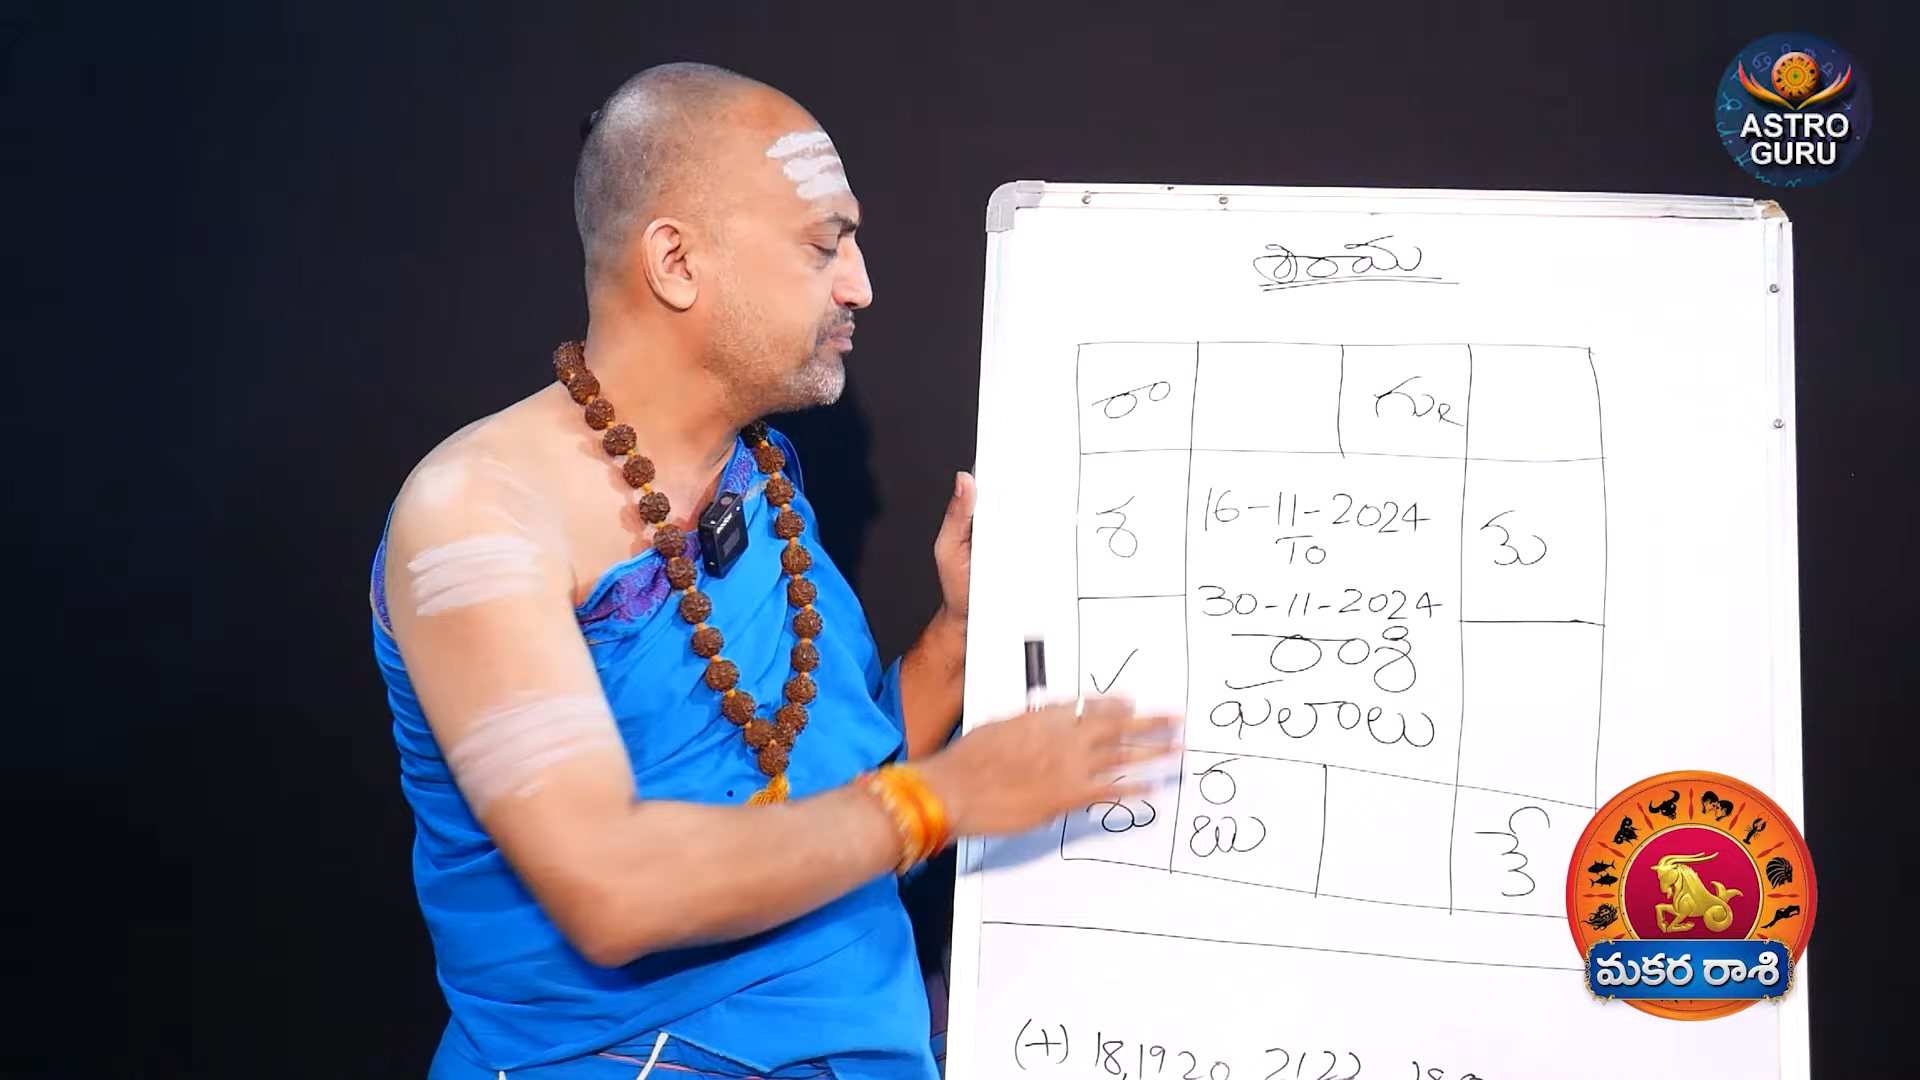 ASTRO
GURU
శ్రీరామ
రా
గురు
శ
16-11-2024
To
30-11-2024
కు
రాశి
ఫలాలు
శు
ర
బు
కే
మకర రాశి
(+) 18,19 20 21 22